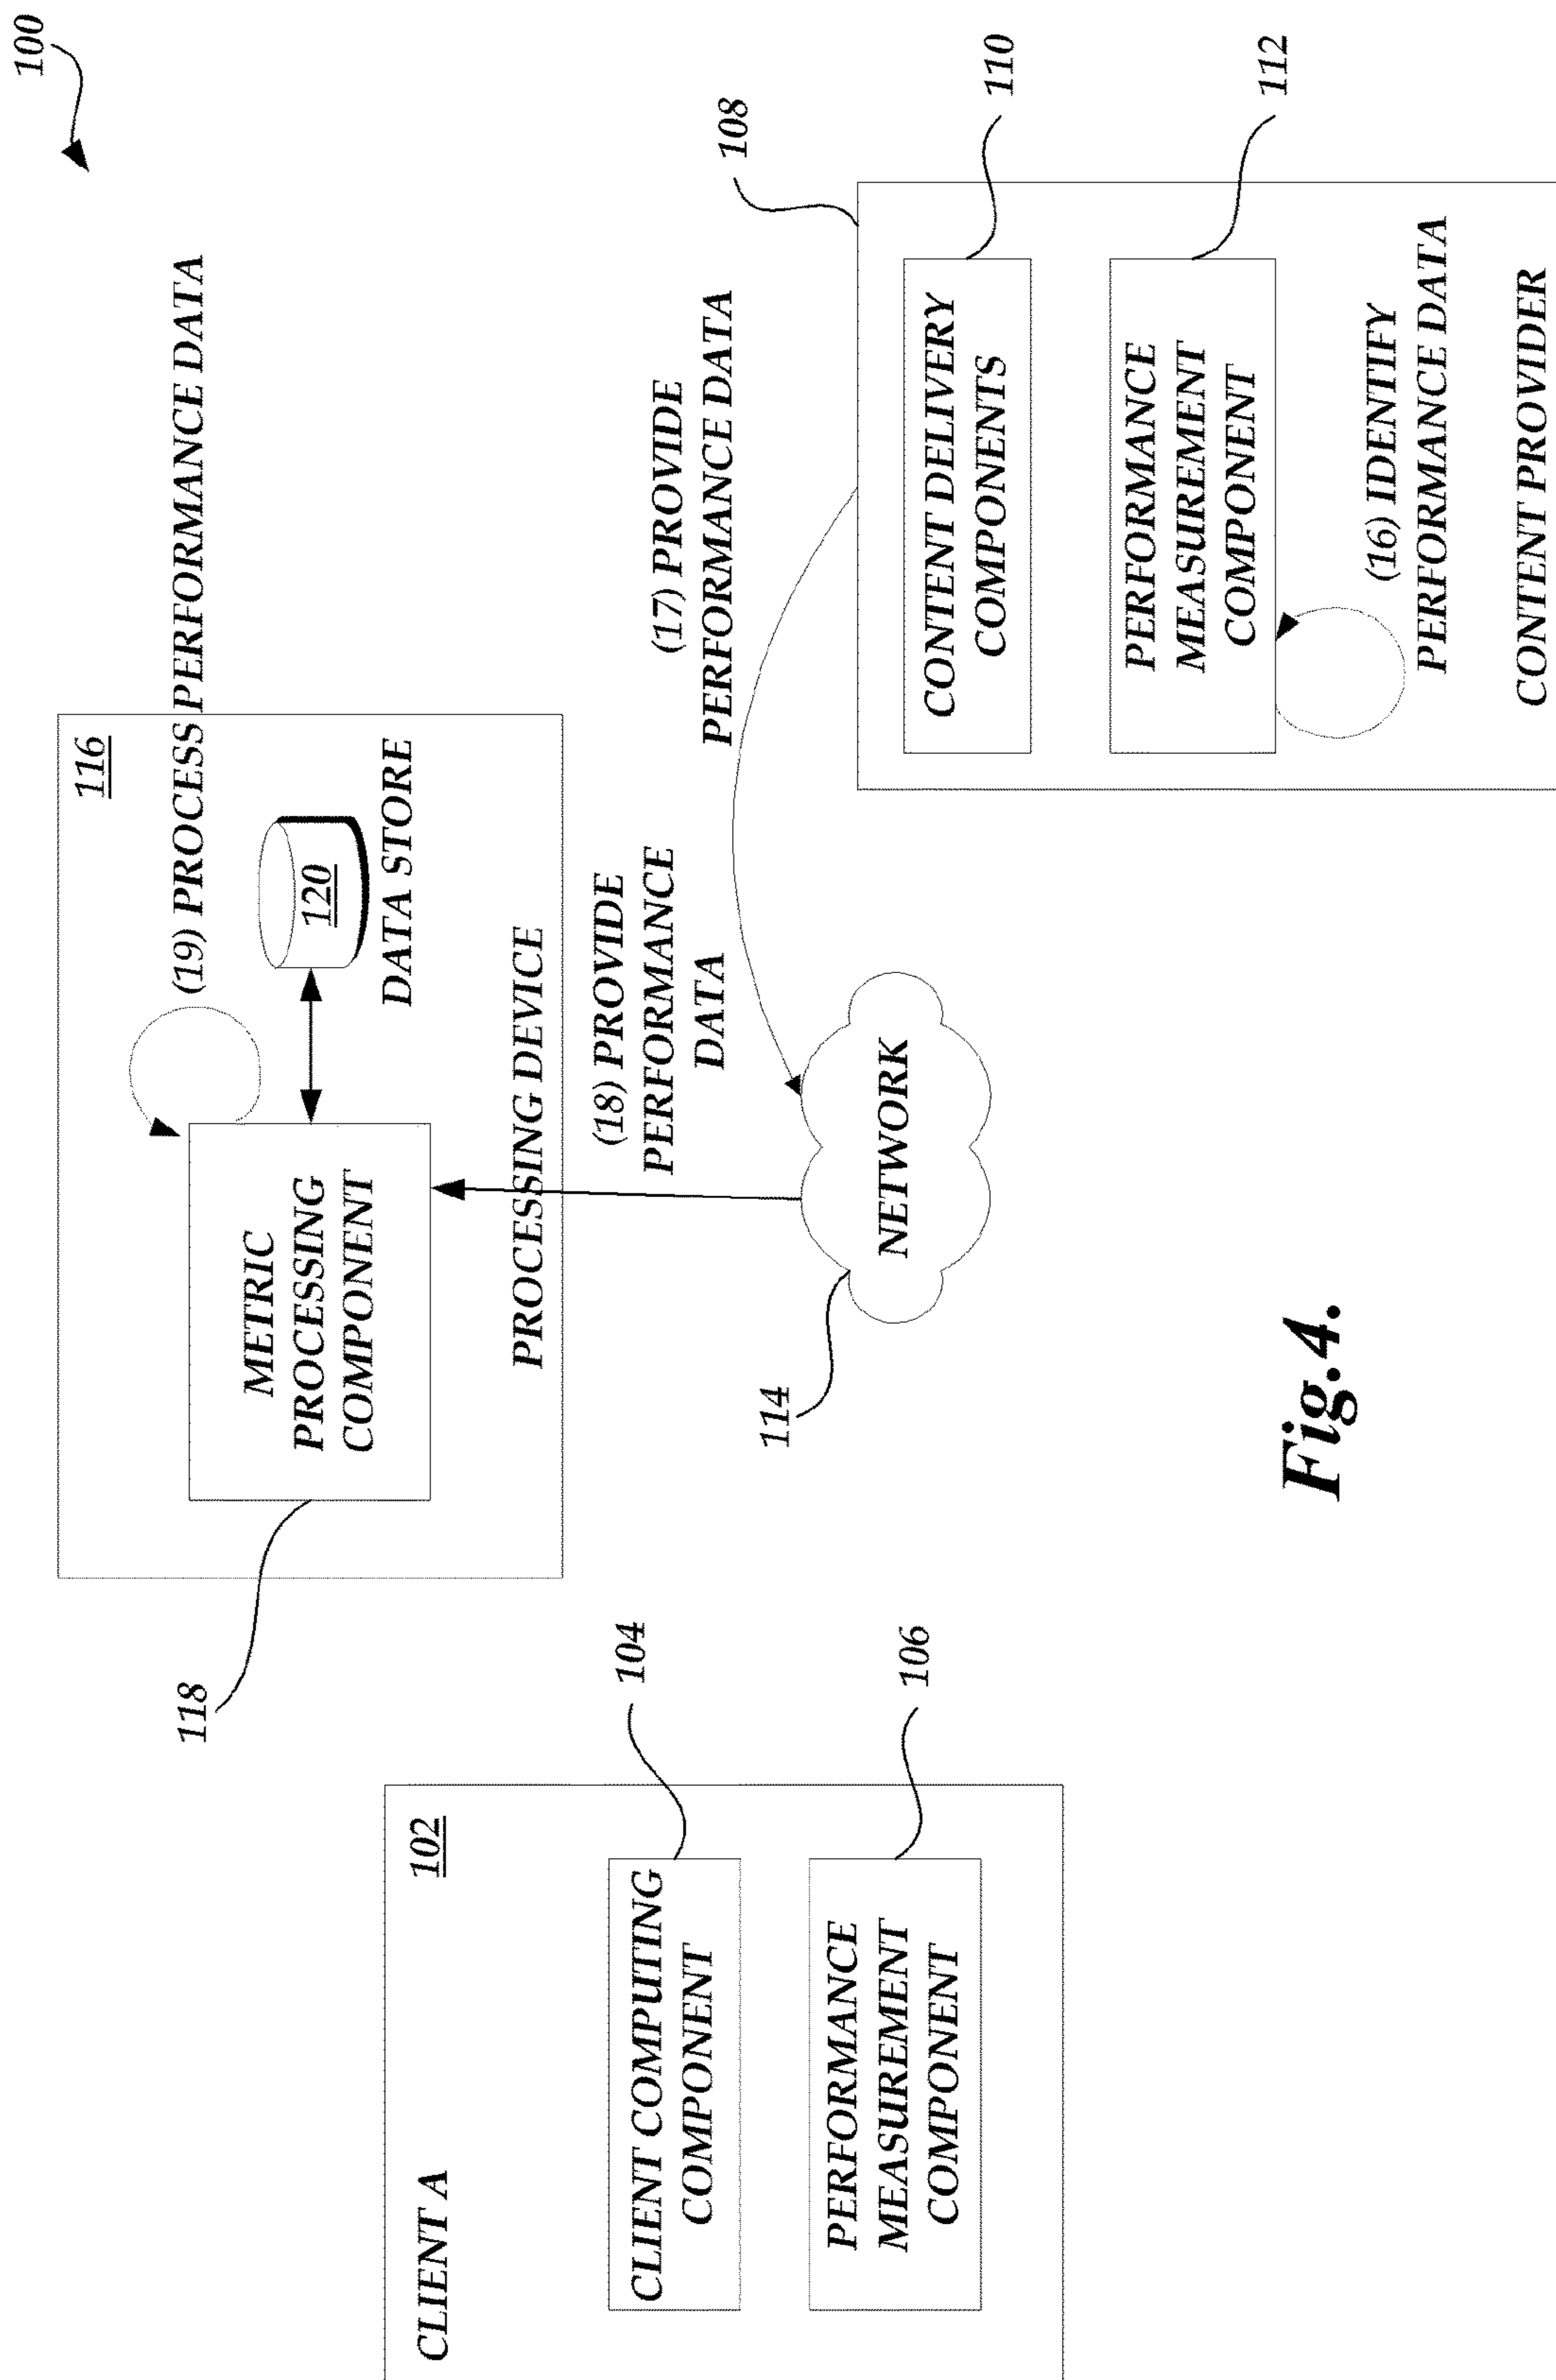 100
116
(19) PROCESS PERFORMANCE DATA
METRIC
PROCESSING
COMPONENT
120
DATA STORE
PROCESSING DEVICE
118
(18) PROVIDE
PERFORMANCE
DATA
(17) PROVIDE
PERFORMANCE DATA
CLIENT A
102
CLIENT COMPUTING
COMPONENT
104
PERFORMANCE
MEASUREMENT
COMPONENT
106
NETWORK
114
108
CONTENT DELIVERY
COMPONENTS
110
PERFORMANCE
MEASUREMENT
COMPONENT
112
(16) IDENTIFY
PERFORMANCE DATA
CONTENT PROVIDER
Fig.4.